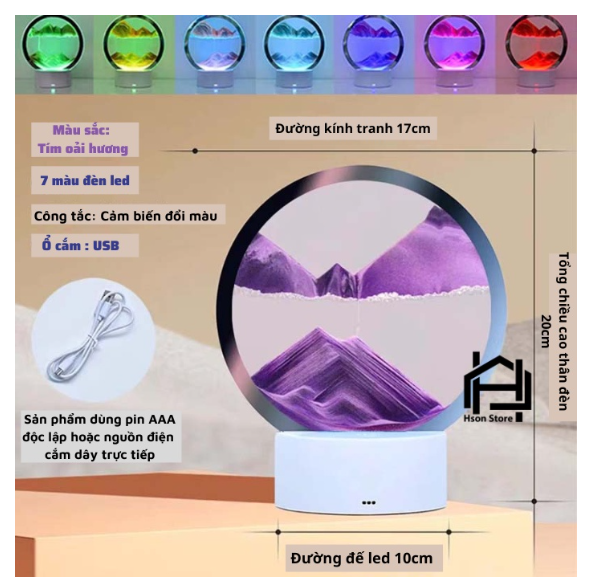 Đường kính tranh 17cm
Màu sắc:
Tím oải hương
7 màu đèn led
Công tắc: Cảm biến đổi màu
Ổ cắm : USB
Tổng chiều cao thân đèn
20cm
Hson Store
Sản phẩm dùng pin AAA
độc lập hoặc nguồn điện
cắm dây trực tiếp
Đường đế led 10cm